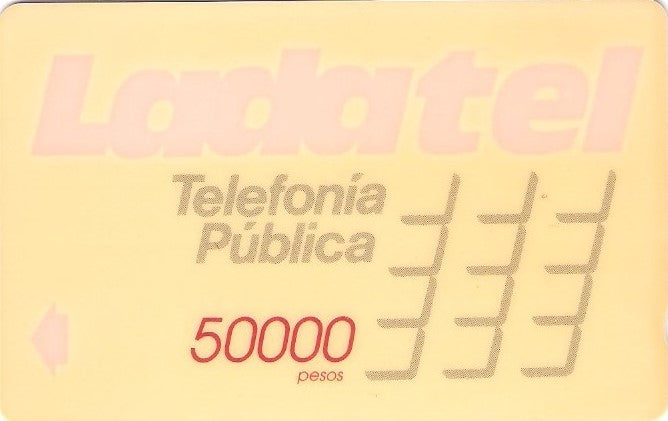 Ladatel
Telefonía
Pública
50000
pesos